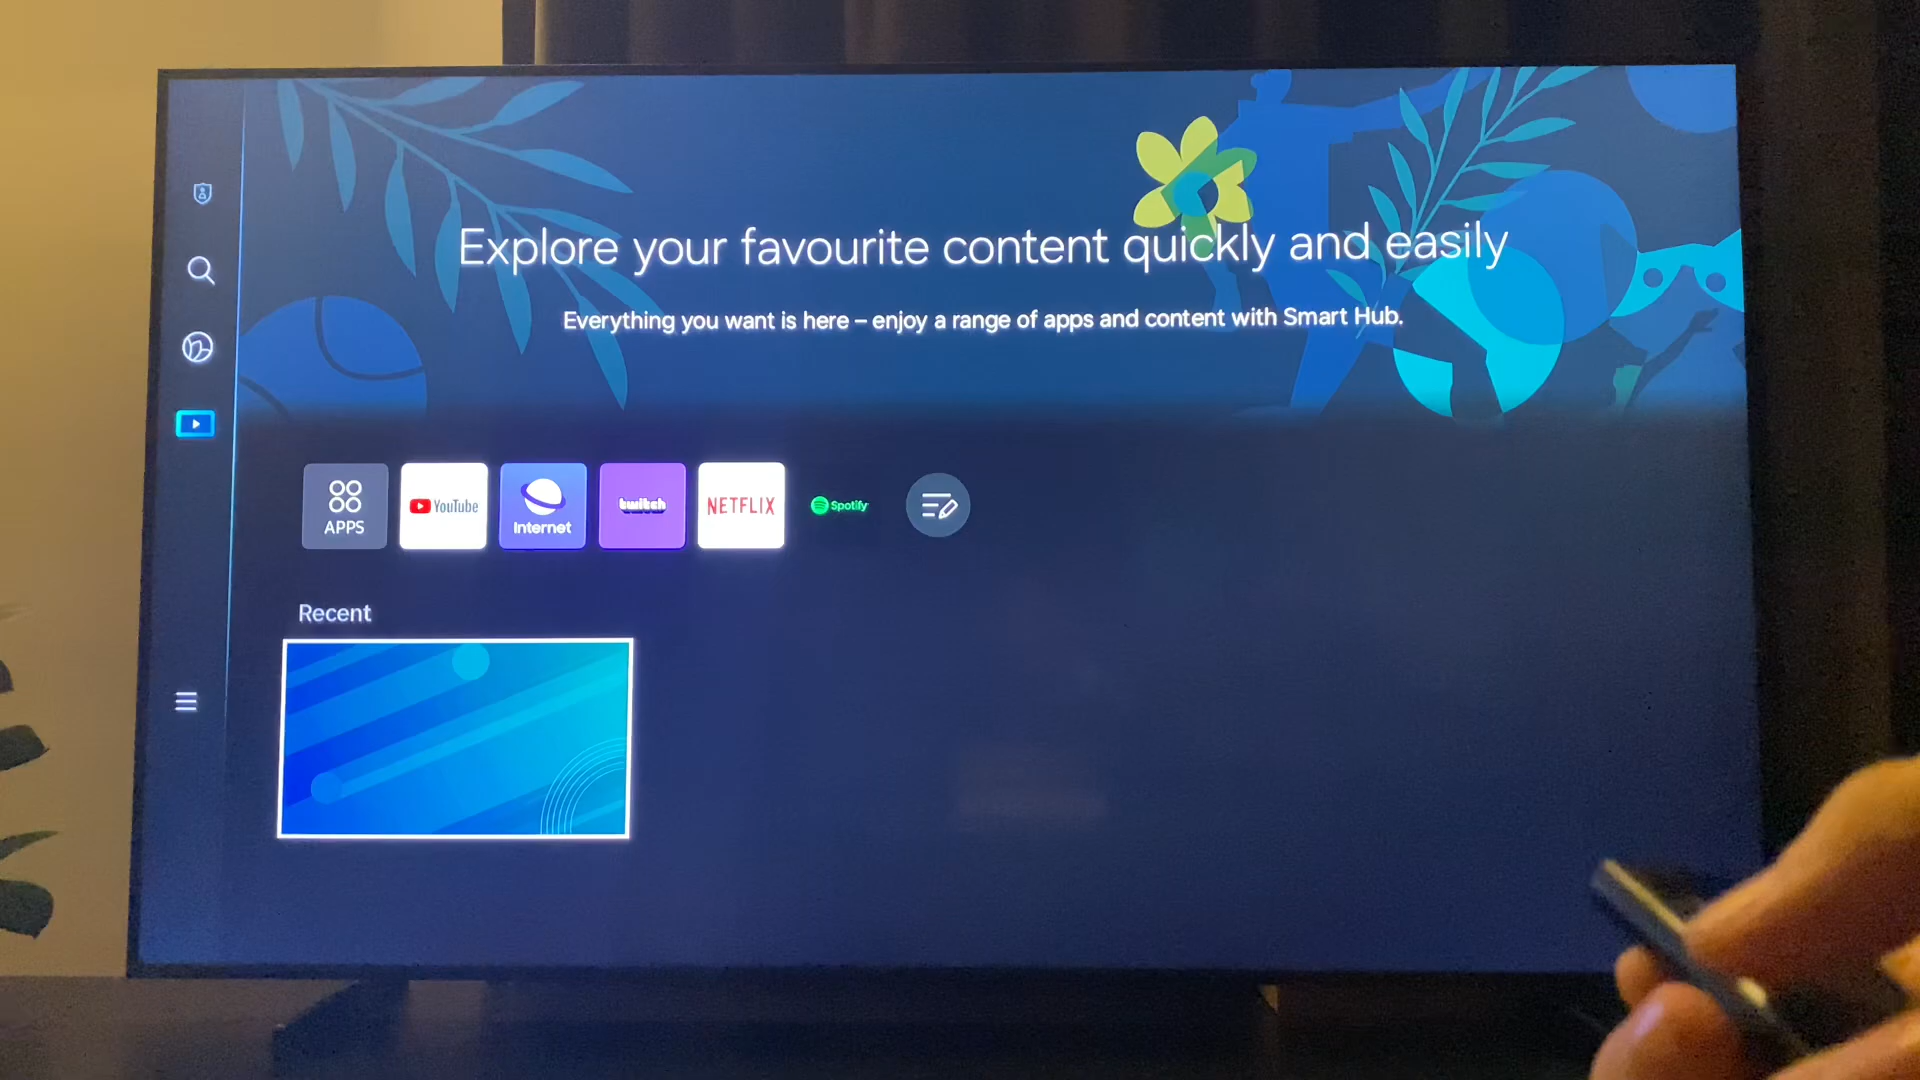 Explore your favourite content quickly and easily
Everything you want is here – enjoy a range of apps and content with Smart Hub.
APPS
YouTube
Internet
twitch
NETFLIX
Spotify
Recent